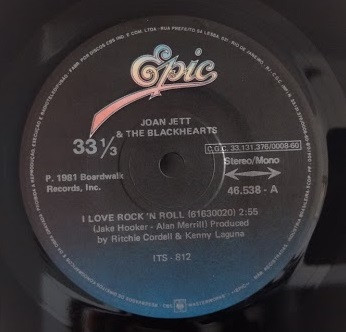 Epic
JOAN JETT
& THE BLACKHEARTS
33 1/3
C.G.C. 33.131.376/0008-60
Stereo/Mono
P. 1981 Boardwalk
Records, Inc.
46.538 - A
I LOVE ROCK 'N ROLL (61630020) 2:55
(Jake Hooker - Alan Merrill) Produced
by Ritchie Cordell & Kenny Laguna
ITS - 812